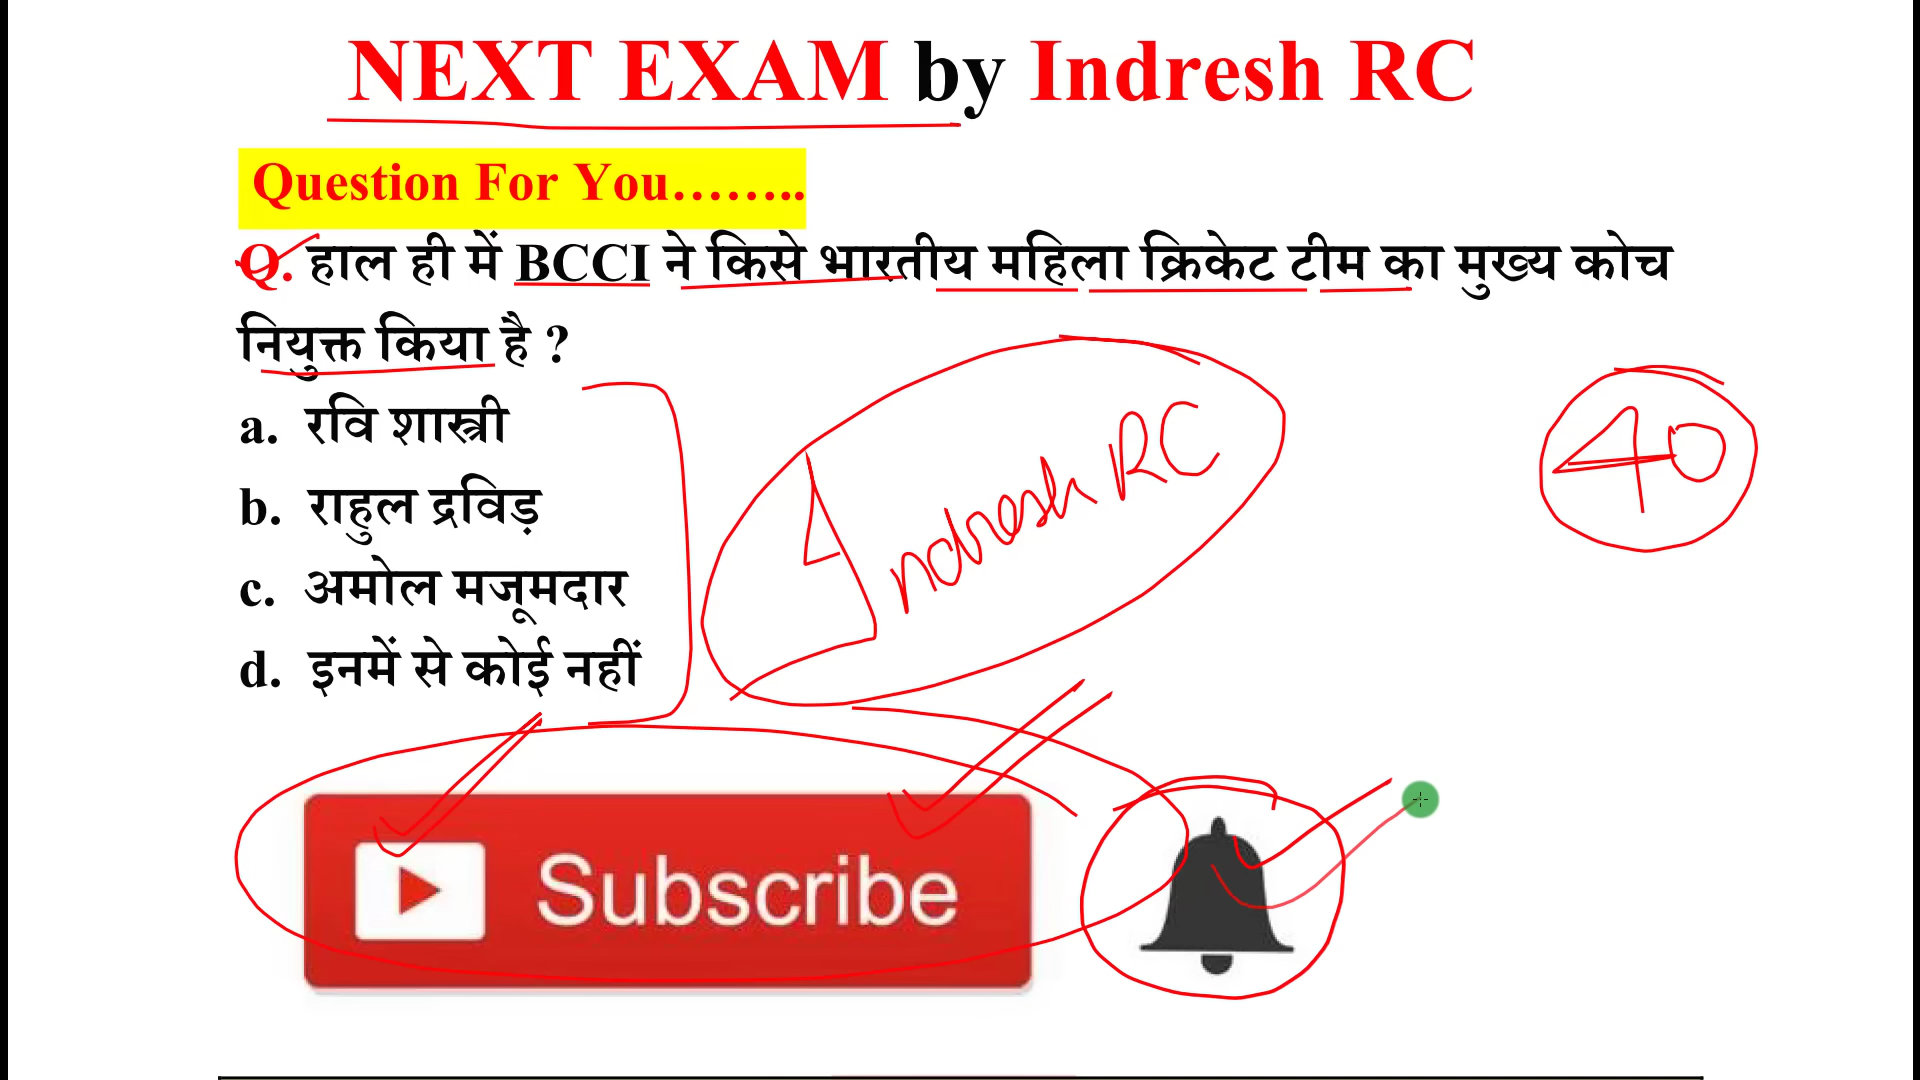 NEXT EXAM by Indresh RC
Question For You……..
Q. हाल ही में BCCI ने किसे भारतीय महिला क्रिकेट टीम का मुख्य कोच
नियुक्त किया है ?
a. रवि शास्त्री
b. राहुल द्रविड़
c. अमोल मजूमदार
d. इनमें से कोई नहीं
Indresh RC
40
Subscribe